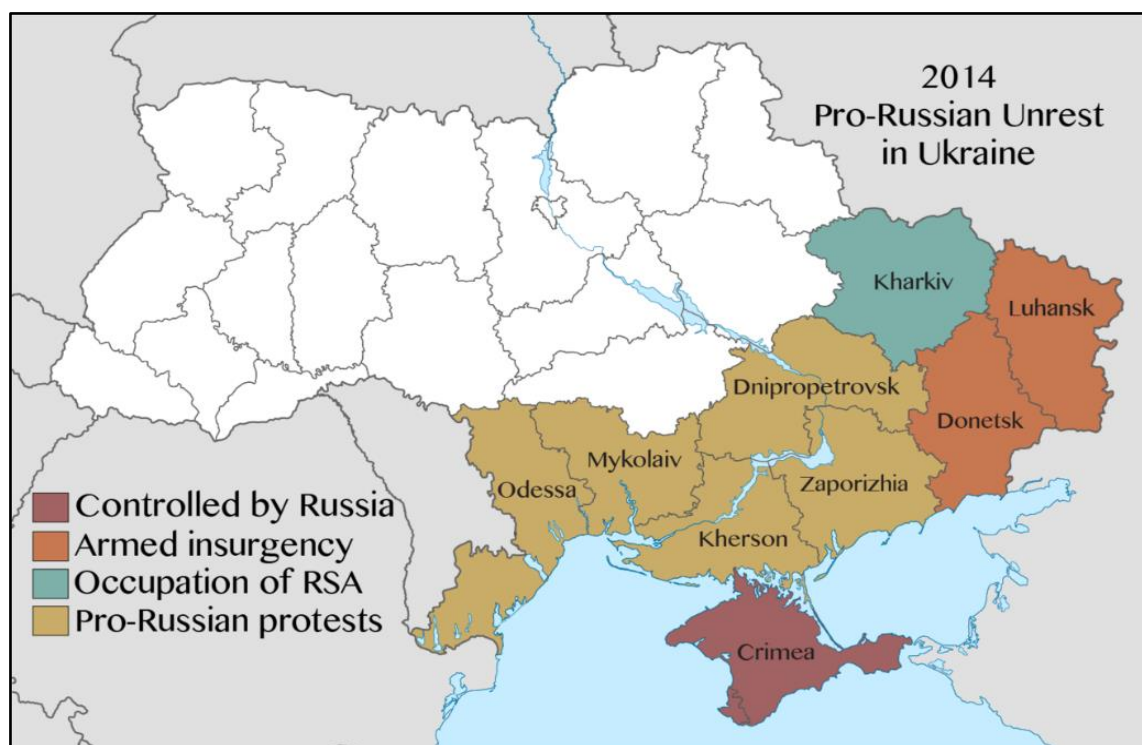 2014
Pro-Russian Unrest
in Ukraine
Kharkiv
Luhansk
Dnipropetrovsk
Donetsk
Mykolaiv
Odessa
Zaporizhia
Kherson
Crimea
Controlled by Russia
Armed insurgency
Occupation of RSA
Pro-Russian protests